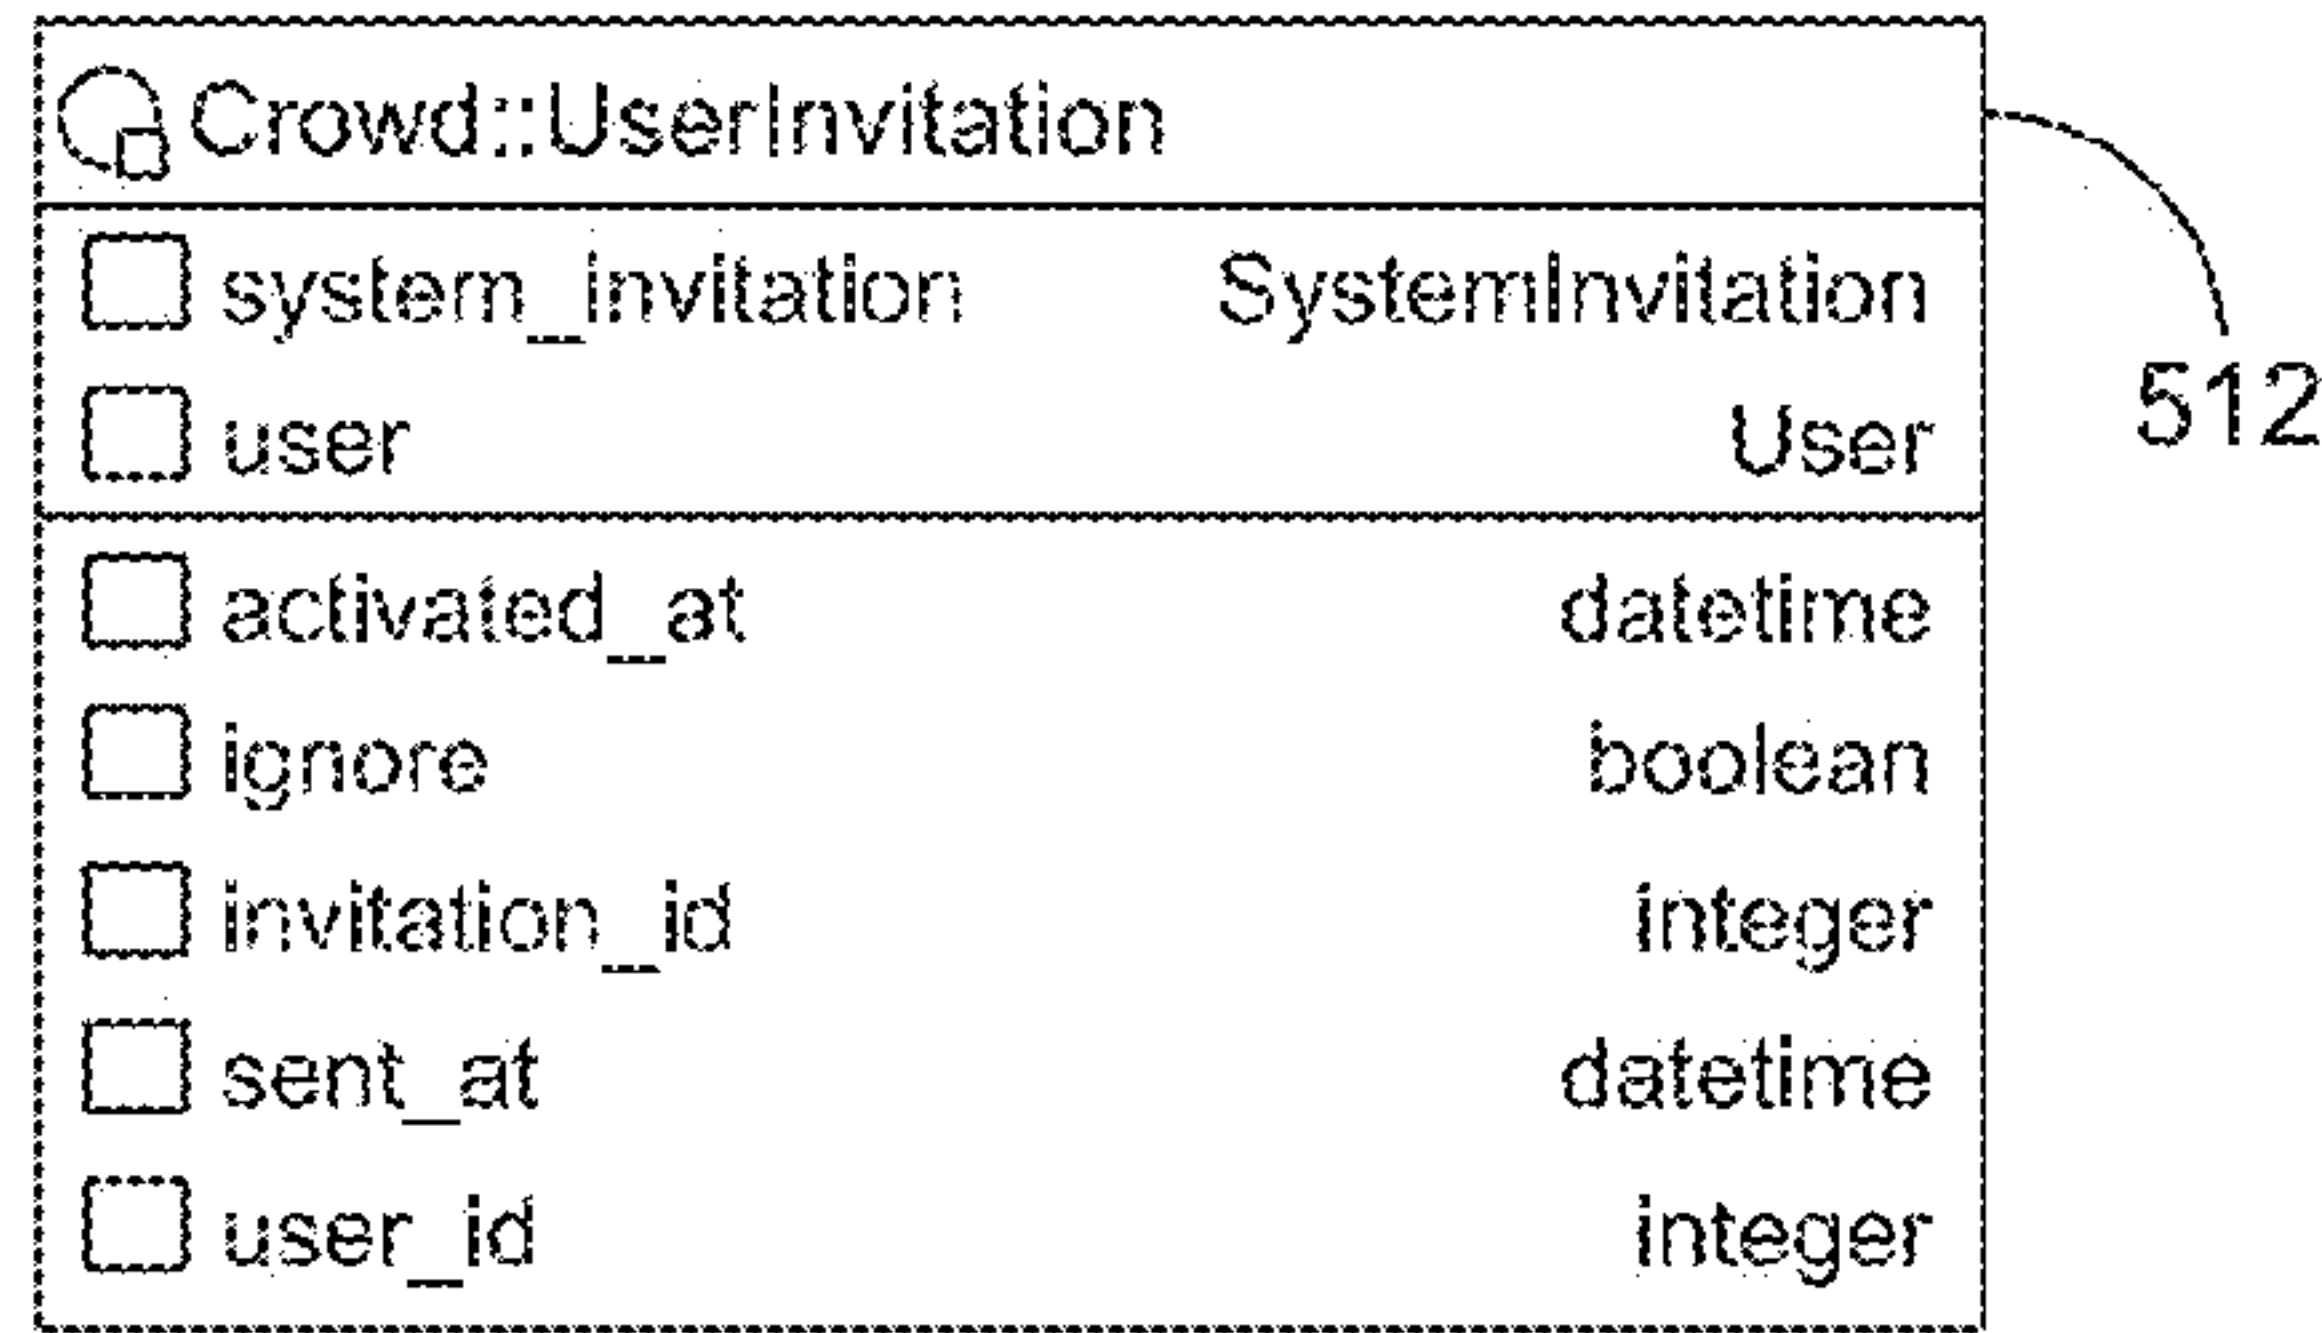 Crowd::UserInvitation
system_invitation SystemInvitation
user User
512
activated_at datetime
ignore boolean
invitation_id integer
sent_at datetime
user_id integer